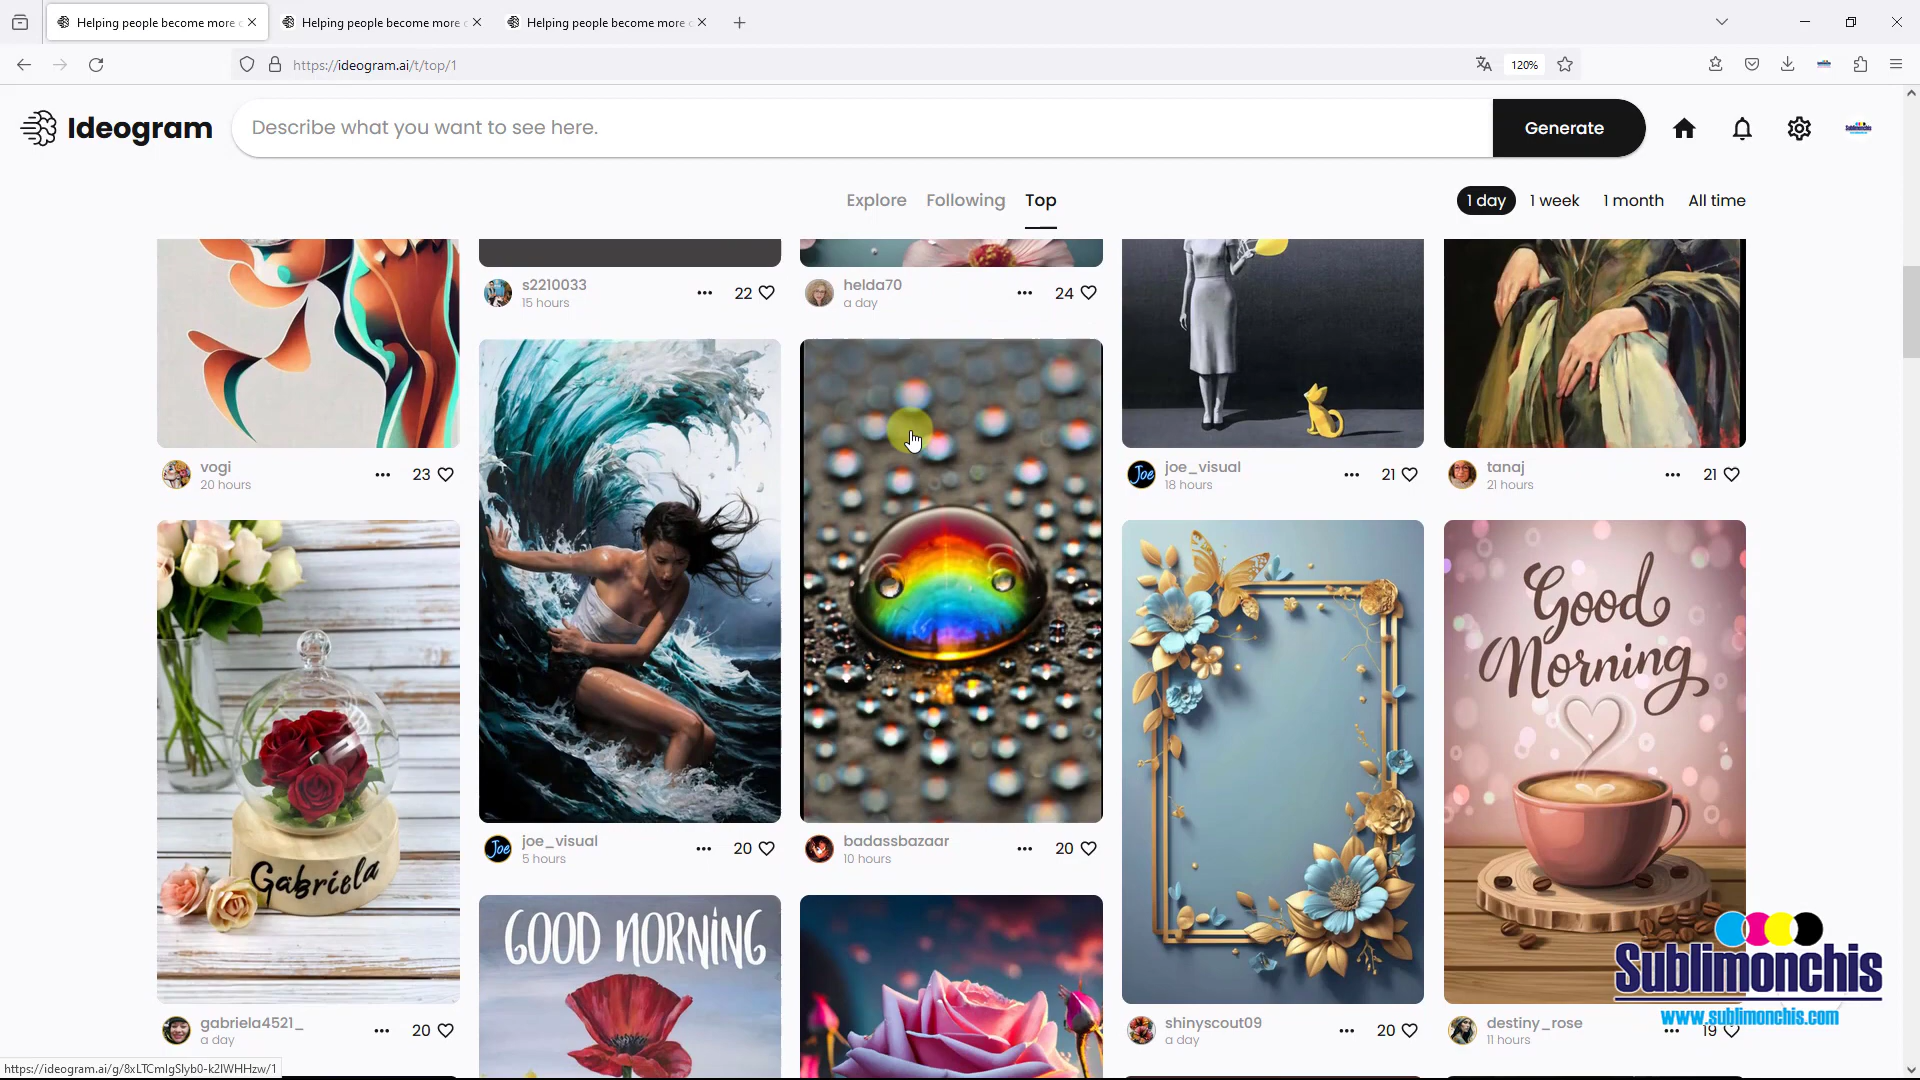 Helping people become more c
Helping people become more c
Helping people become more c
https://ideogram.ai/t/top/1
120%
Ideogram
Describe what you want to see here.
Generate
Explore Following Top
1 day 1 week 1 month All time
s2210033
15 hours
22
helda70
a day
24
vogi
20 hours
23
joe_visual
18 hours
21
tanaj
21 hours
21
Good
Morning
Gabriela
joe_visual
5 hours
20
badassbazaar
10 hours
20
GOOD MORNING
gabriela4521_
a day
20
shinyscout09
a day
20
destiny_rose
11 hours
19
Sublimonchis
www.sublimonchis.com
https://ideogram.ai/g/8xLTCmIgSlyb0-k2IWHHzw/1